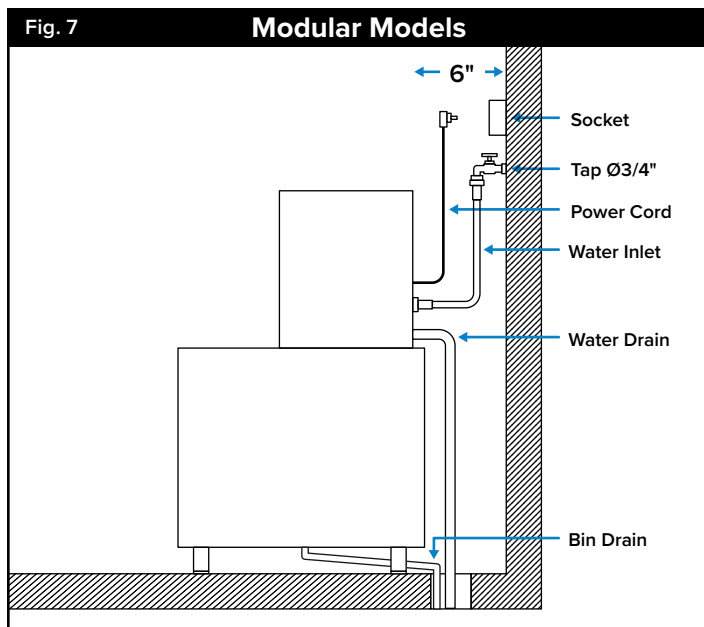 Fig. 7
Modular Models
6"
Socket
Tap Ø3/4"
Power Cord
Water Inlet
Water Drain
Bin Drain